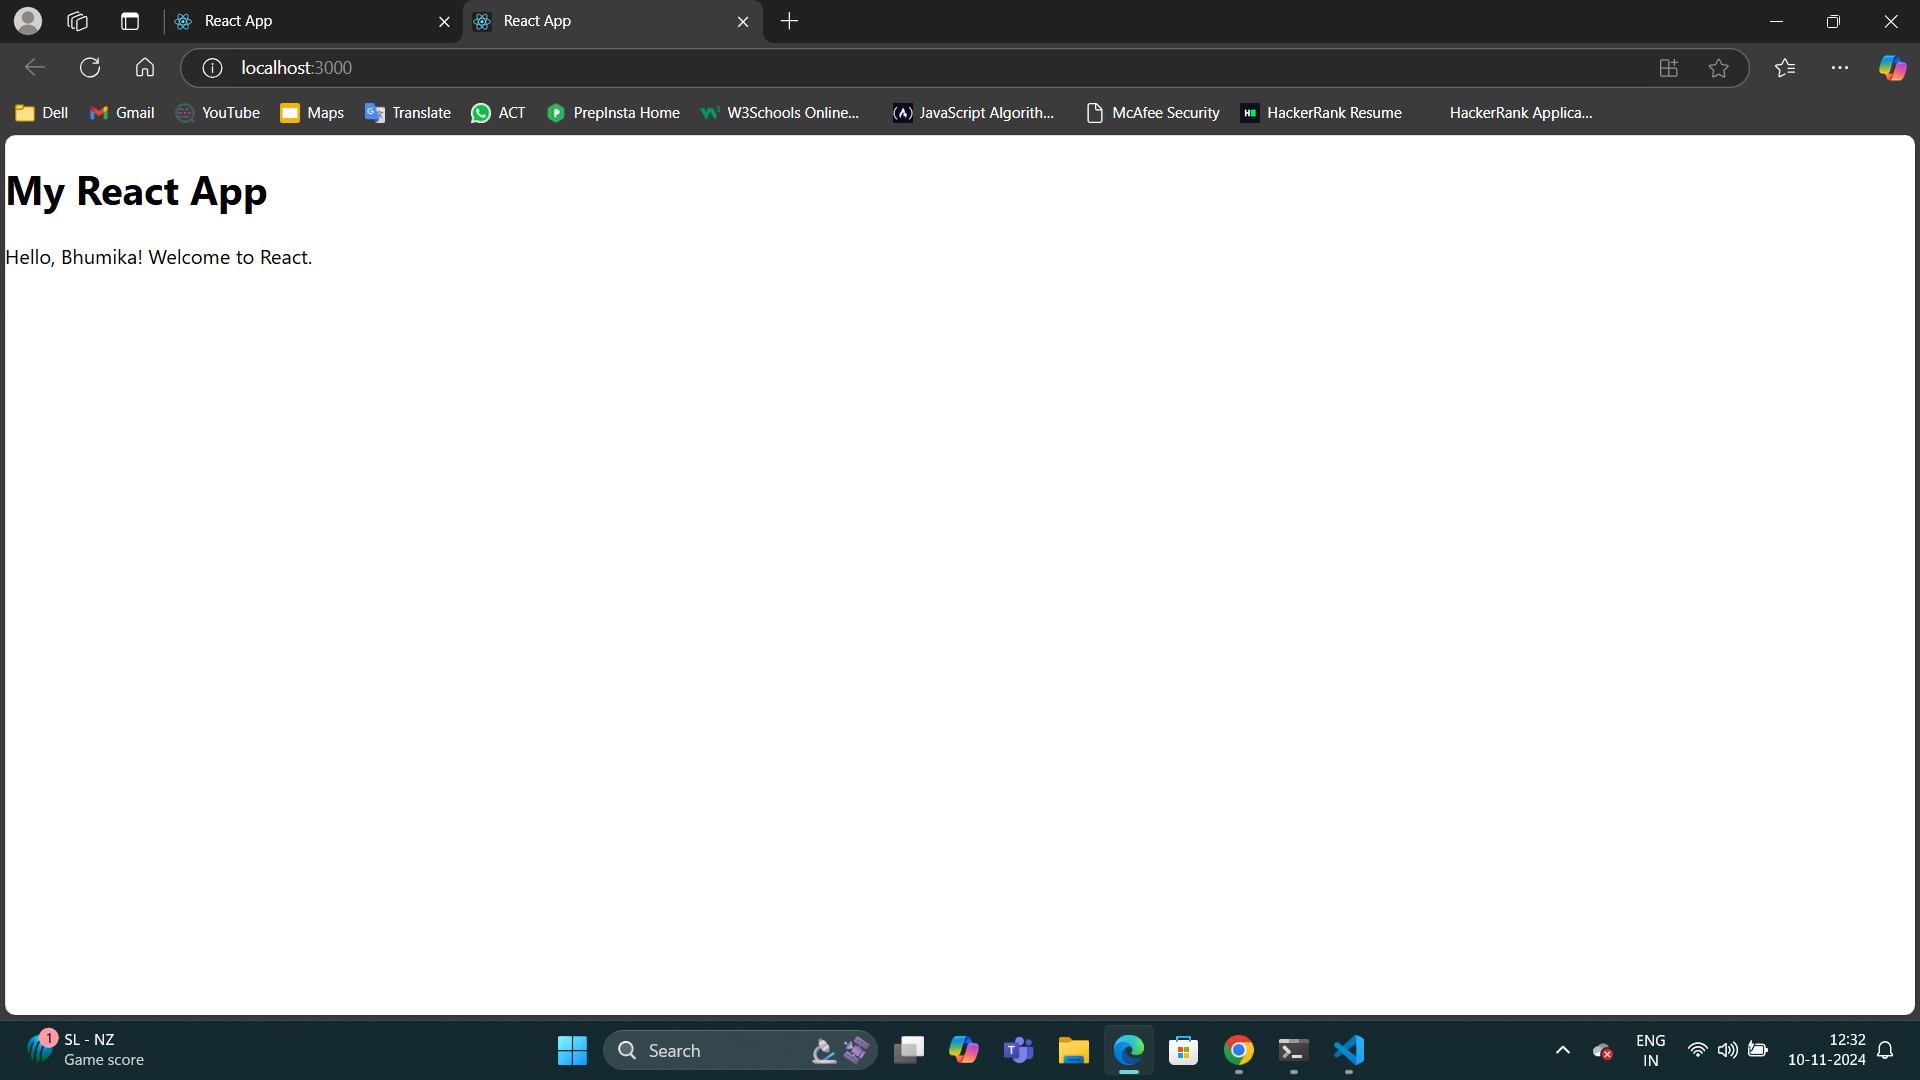 React App
React App
localhost:3000
Dell
Gmail
YouTube
Maps
Translate
ACT
PrepInsta Home
W3Schools Online...
JavaScript Algorith...
McAfee Security
HackerRank Resume
HackerRank Applica...
My React App
Hello, Bhumika! Welcome to React.
1
SL - NZ
Game score
Search
ENG
IN
12:32
10-11-2024